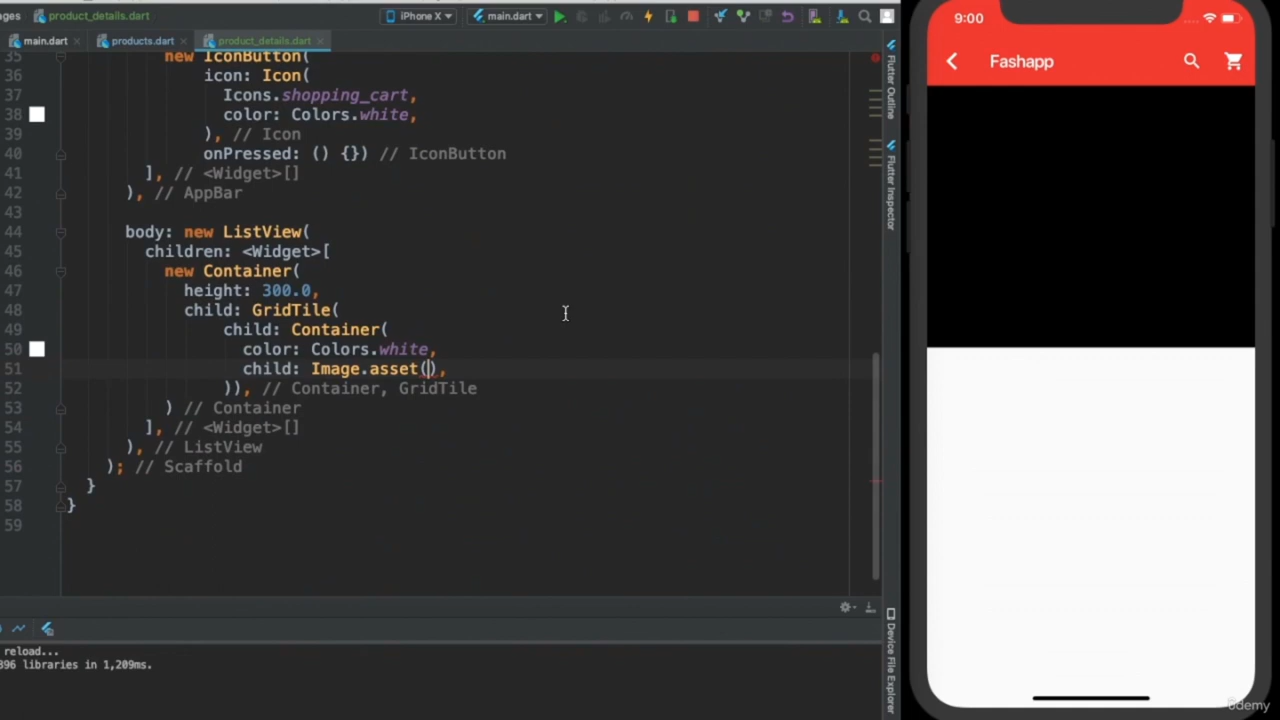 ages product_details.dart iPhone X main.dart
main.dart products.dart product_details.dart
35 new IconButton(
36 icon: Icon(
37 Icons.shopping_cart,
38 color: Colors.white,
39 ), // Icon
40 onPressed: () {}) // IconButton
41 ], // <Widget>[]
42 ), // AppBar
43
44 body: new ListView(
45 children: <Widget>[
46 new Container(
47 height: 300.0,
48 child: GridTile(
49 child: Container(
50 color: Colors.white,
51 child: Image.asset(),
52 )), // Container, GridTile
53 ) // Container
54 ], // <Widget>[]
55 ), // ListView
56 ); // Scaffold
57 }
58 }
59
reload...
396 libraries in 1,209ms.
Flutter Outline
Flutter Inspector
Device File Explorer
9:00
Fashapp
ûdemy